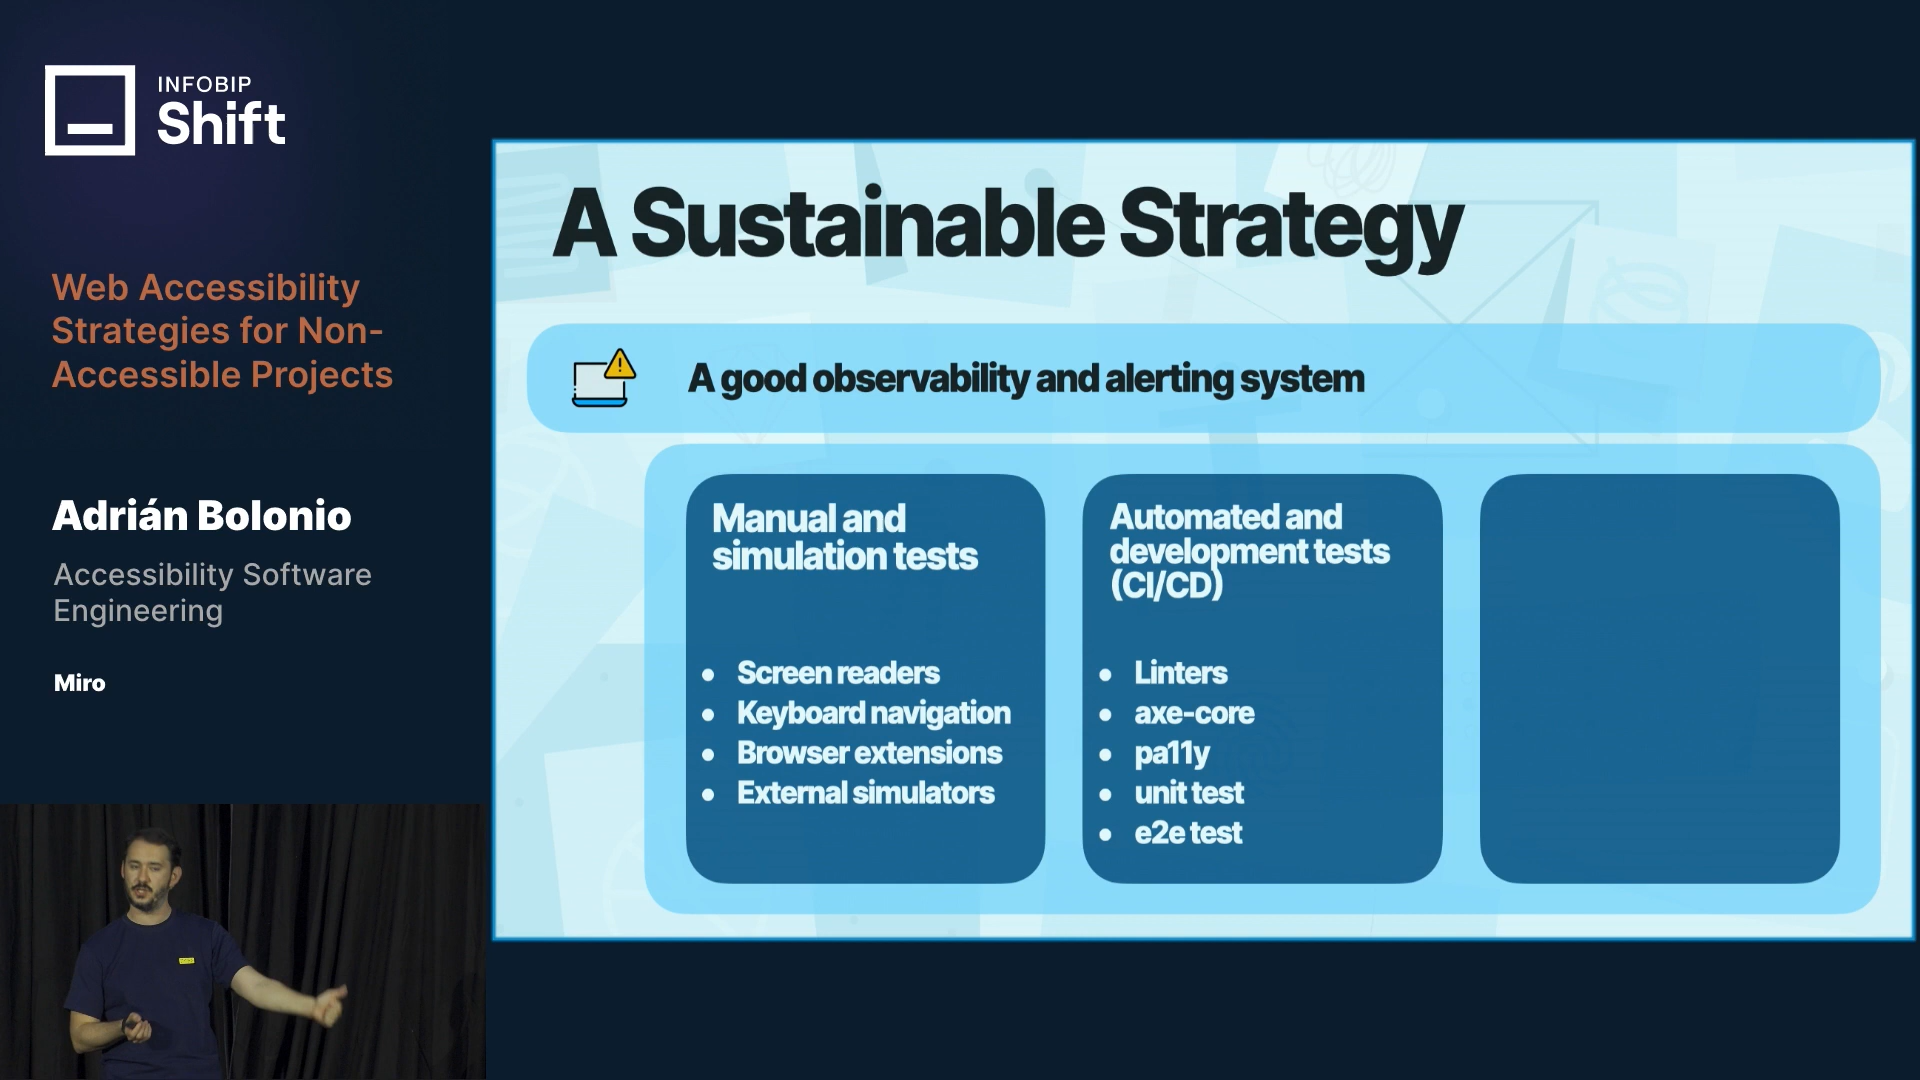 INFOBIP
Shift
Web Accessibility
Strategies for Non-
Accessible Projects
Adrián Bolonio
Accessibility Software
Engineering
Miro
A Sustainable Strategy
A good observability and alerting system
Manual and
simulation tests
• Screen readers
• Keyboard navigation
• Browser extensions
• External simulators
Automated and
development tests
(CI/CD)
• Linters
• axe-core
• pa11y
• unit test
• e2e test